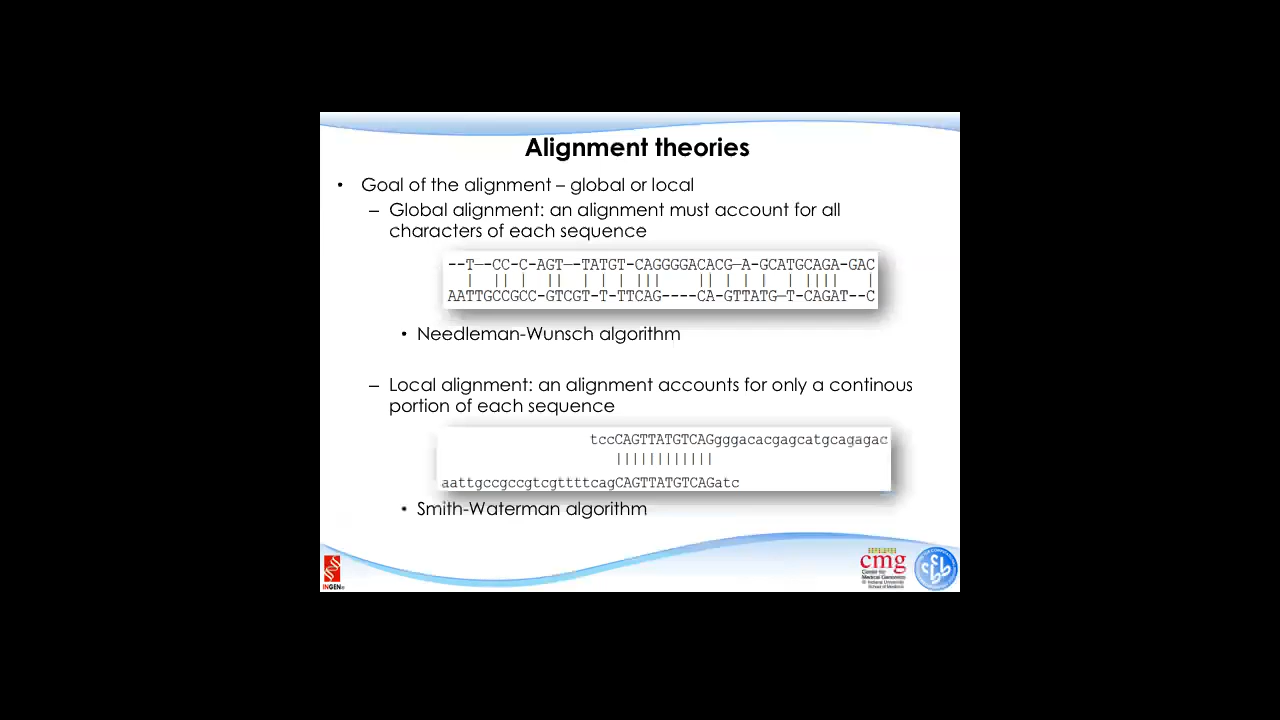 Alignment theories
• Goal of the alignment – global or local
– Global alignment: an alignment must account for all
characters of each sequence
--T--CC-C-AGT--TATGT-CAGGGGACACG—A-GCATGCAGA-GAC
AATTGCCGCC-GTCGT-T-TTCAG----CA-GTTATG—T-CAGAT--C
• Needleman-Wunsch algorithm
– Local alignment: an alignment accounts for only a continous
portion of each sequence
tccCAGTTATGTCAGgggacacgagcatgcagagac
||||||||||||
aattgccgccgtcgttttcagCAGTTATGTCAGatc
• Smith-Waterman algorithm
INGEN
cmg
Center for
Medical Genomics
Indiana University
School of Medicine